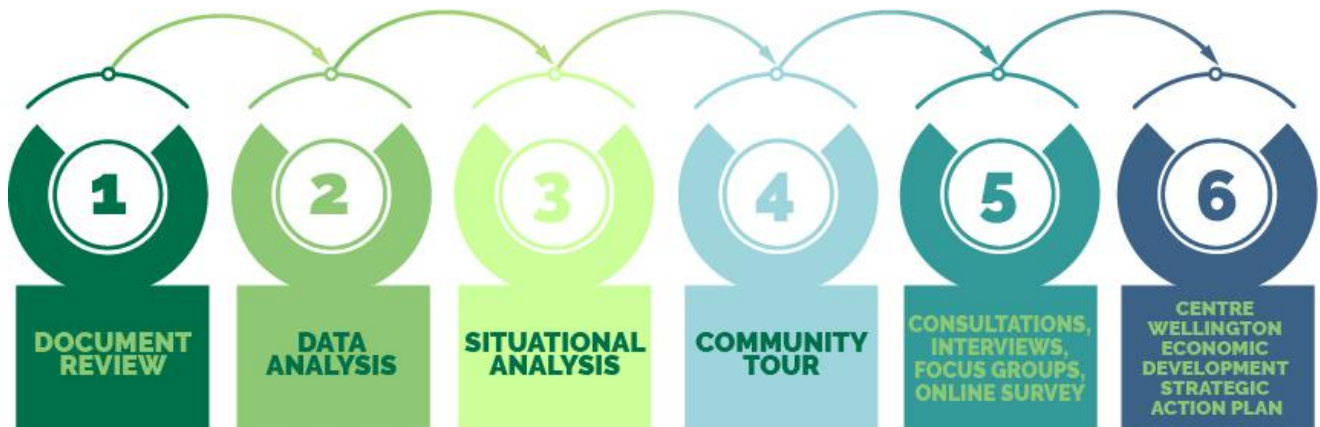 1
2
3
4
5
6
DOCUMENT
REVIEW
DATA
ANALYSIS
SITUATIONAL
ANALYSIS
COMMUNITY
TOUR
CONSULTATIONS,
INTERVIEWS,
FOCUS GROUPS,
ONLINE SURVEY
CENTRE
WELLINGTON
ECONOMIC
DEVELOPMENT
STRATEGIC
ACTION PLAN